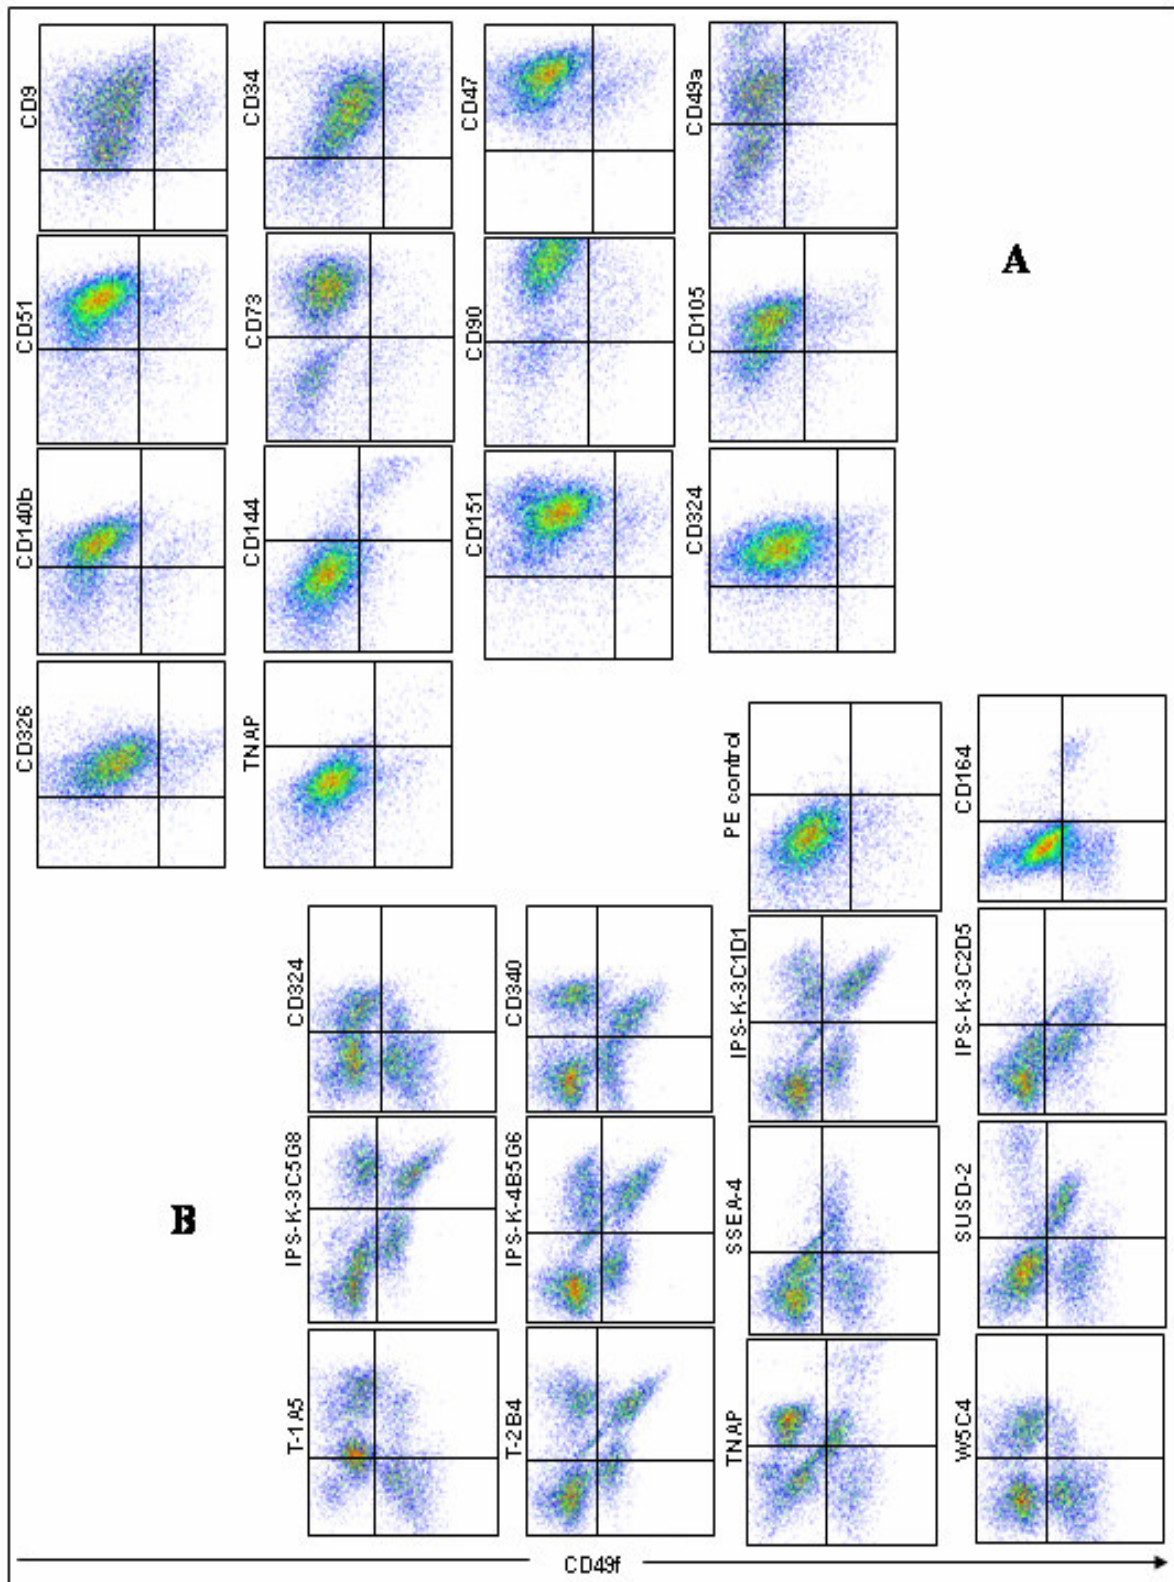 CD9
CD34
CD47
CD49a
A
CD51
CD73
CD90
CD105
CD140b
CD144
CD151
CD324
CD326
TNAP
PE control
CD164
CD324
CD340
IPS-K-3C1D1
IPS-K-3C2D5
B
IPS-K-3C5G8
IPS-K-4B5G6
SSEA-4
SUSD-2
T-1A5
T-2B4
TNAP
W5C4
CD49f